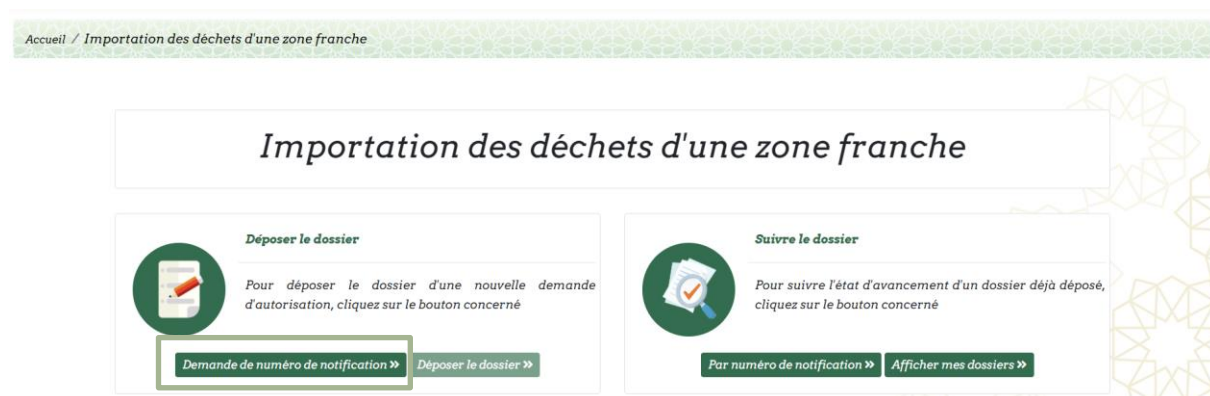 Accueil / Importation des déchets d'une zone franche
Importation des déchets d'une zone franche
Déposer le dossier
Pour déposer le dossier d'une nouvelle demande
d'autorisation, cliquez sur le bouton concerné
Demande de numéro de notification »
Déposer le dossier »
Suivre le dossier
Pour suivre l'état d'avancement d'un dossier déjà déposé,
cliquez sur le bouton concerné
Par numéro de notification »
Afficher mes dossiers »